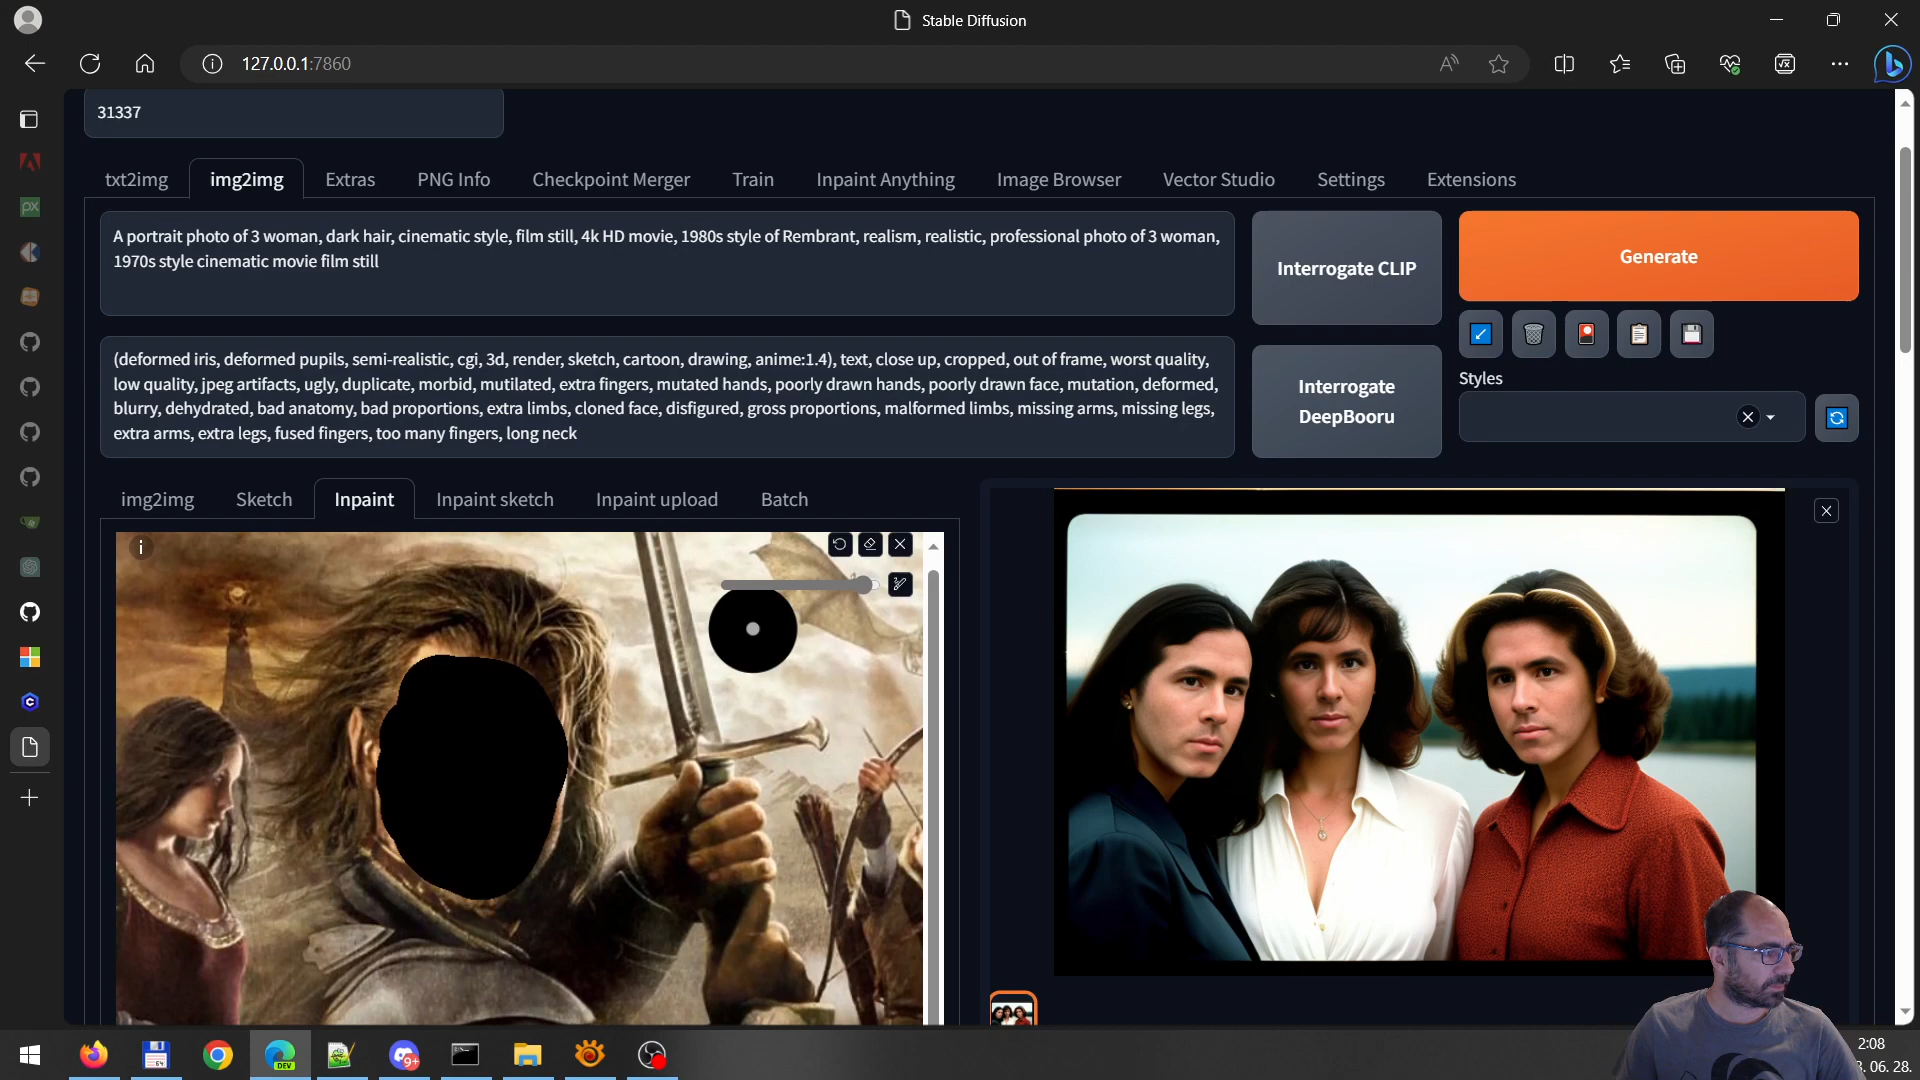 Stable Diffusion
127.0.0.1:7860
31337
txt2img img2img Extras PNG Info Checkpoint Merger Train Inpaint Anything Image Browser Vector Studio Settings Extensions
A portrait photo of 3 woman, dark hair, cinematic style, film still, 4k HD movie, 1980s style of Rembrant, realism, realistic, professional photo of 3 woman,
1970s style cinematic movie film still
Interrogate CLIP
Generate
(deformed iris, deformed pupils, semi-realistic, cgi, 3d, render, sketch, cartoon, drawing, anime:1.4), text, close up, cropped, out of frame, worst quality,
low quality, jpeg artifacts, ugly, duplicate, morbid, mutilated, extra fingers, mutated hands, poorly drawn hands, poorly drawn face, mutation, deformed,
blurry, dehydrated, bad anatomy, bad proportions, extra limbs, cloned face, disfigured, gross proportions, malformed limbs, missing arms, missing legs,
extra arms, extra legs, fused fingers, too many fingers, long neck
Interrogate
DeepBooru
Styles
img2img Sketch Inpaint Inpaint sketch Inpaint upload Batch
i
PX
64
DEV
9+
2:08
. 06. 28.